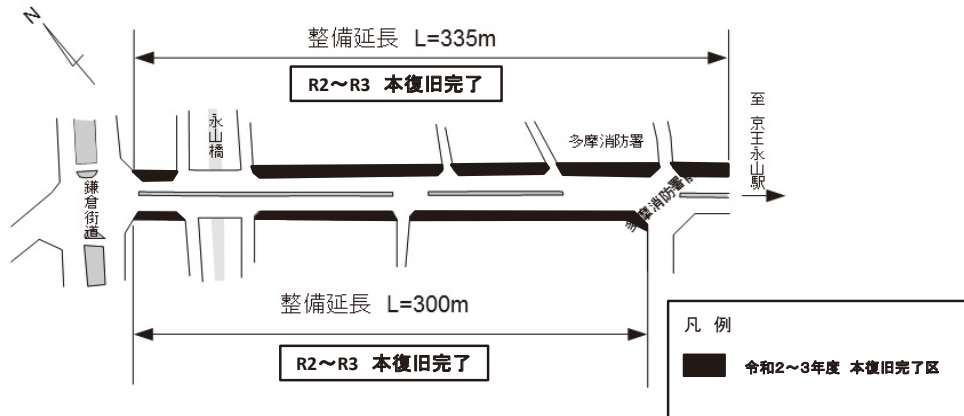 N
整備延長 L=335m
R2～R3 本復旧完了
永山橋
多摩消防署
至 京王永山駅
鎌倉街道
多摩消防署前
整備延長 L=300m
R2～R3 本復旧完了
凡 例
令和2～3年度 本復旧完了区